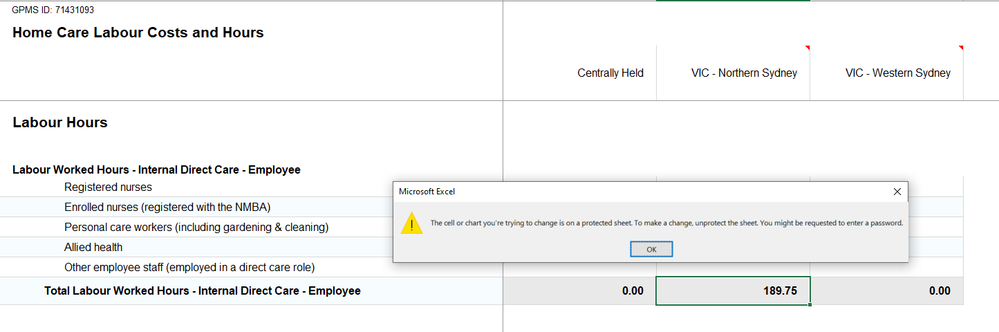 GPMS ID: 71431093
Home Care Labour Costs and Hours
Centrally Held VIC - Northern Sydney VIC - Western Sydney
Labour Hours
Labour Worked Hours - Internal Direct Care - Employee
Registered nurses
Enrolled nurses (registered with the NMBA)
Personal care workers (including gardening & cleaning)
Allied health
Other employee staff (employed in a direct care role)
Total Labour Worked Hours - Internal Direct Care - Employee 0.00 189.75 0.00
Microsoft Excel
The cell or chart you're trying to change is on a protected sheet. To make a change, unprotect the sheet. You might be requested to enter a password.
OK